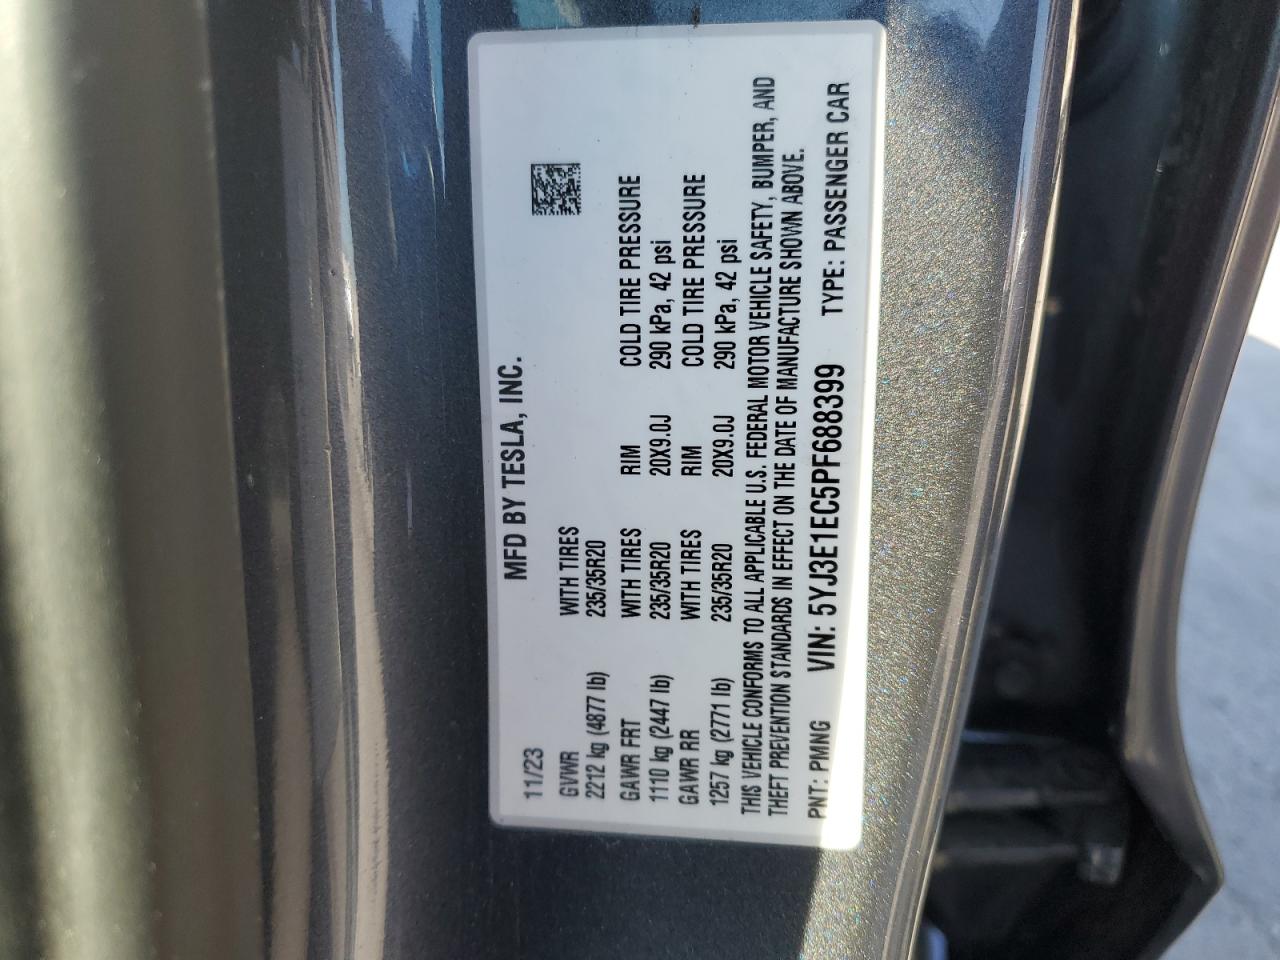 MFD BY TESLA, INC.
11/23
GVWR WITH TIRES
2212 kg (4877 lb) 235/35R20
GAWR FRT WITH TIRES RIM COLD TIRE PRESSURE
1110 kg (2447 lb) 235/35R20 20X9.0J 290 kPa, 42 psi
GAWR RR WITH TIRES RIM COLD TIRE PRESSURE
1257 kg (2771 lb) 235/35R20 20X9.0J 290 kPa, 42 psi
THIS VEHICLE CONFORMS TO ALL APPLICABLE U.S. FEDERAL MOTOR VEHICLE SAFETY, BUMPER, AND
THEFT PREVENTION STANDARDS IN EFFECT ON THE DATE OF MANUFACTURE SHOWN ABOVE.
PNT: PMNG VIN: 5YJ3E1EC5PF688399 TYPE: PASSENGER CAR